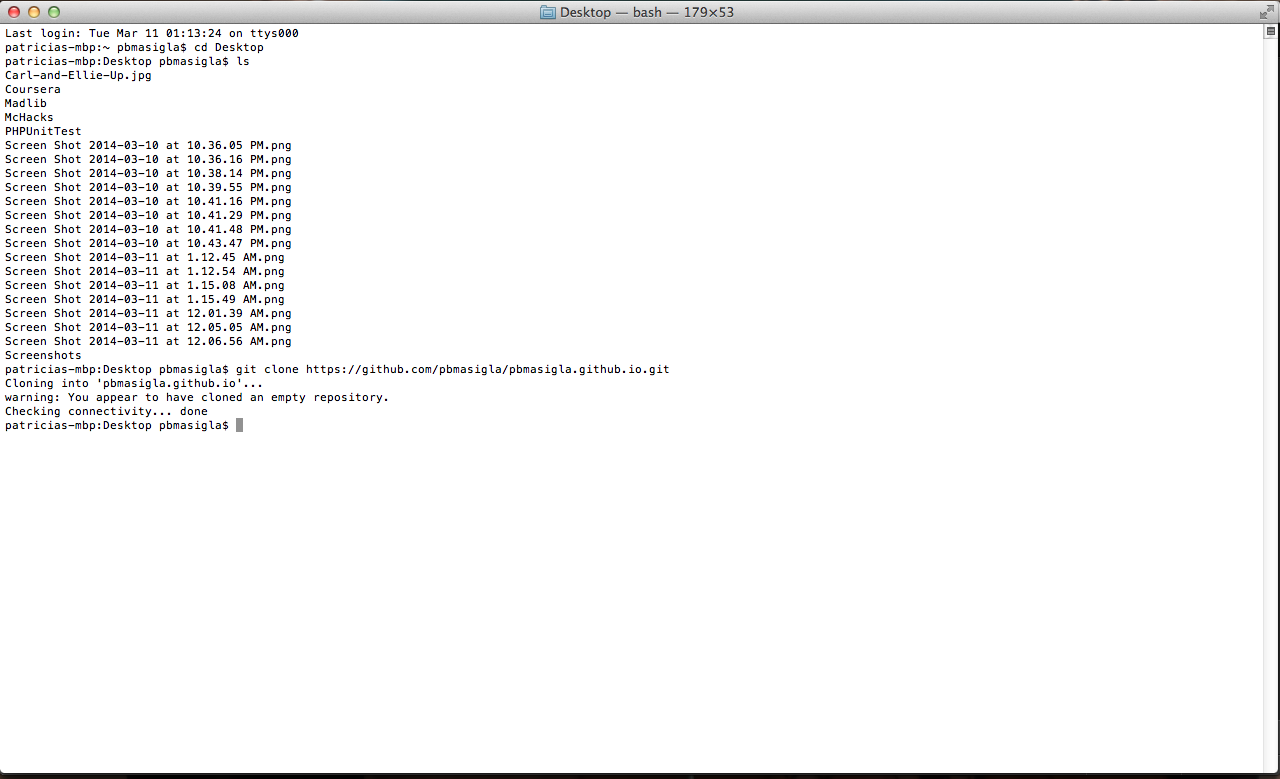 Desktop — bash — 179×53
Last login: Tue Mar 11 01:13:24 on ttys000
patricias-mbp:~ pbmasigla$ cd Desktop
patricias-mbp:Desktop pbmasigla$ ls
Carl-and-Ellie-Up.jpg
Coursera
Madlib
McHacks
PHPUnitTest
Screen Shot 2014-03-10 at 10.36.05 PM.png
Screen Shot 2014-03-10 at 10.36.16 PM.png
Screen Shot 2014-03-10 at 10.38.14 PM.png
Screen Shot 2014-03-10 at 10.39.55 PM.png
Screen Shot 2014-03-10 at 10.41.16 PM.png
Screen Shot 2014-03-10 at 10.41.29 PM.png
Screen Shot 2014-03-10 at 10.41.48 PM.png
Screen Shot 2014-03-10 at 10.43.47 PM.png
Screen Shot 2014-03-11 at 1.12.45 AM.png
Screen Shot 2014-03-11 at 1.12.54 AM.png
Screen Shot 2014-03-11 at 1.15.08 AM.png
Screen Shot 2014-03-11 at 1.15.49 AM.png
Screen Shot 2014-03-11 at 12.01.39 AM.png
Screen Shot 2014-03-11 at 12.05.05 AM.png
Screen Shot 2014-03-11 at 12.06.56 AM.png
Screenshots
patricias-mbp:Desktop pbmasigla$ git clone https://github.com/pbmasigla/pbmasigla.github.io.git
Cloning into 'pbmasigla.github.io'...
warning: You appear to have cloned an empty repository.
Checking connectivity... done
patricias-mbp:Desktop pbmasigla$